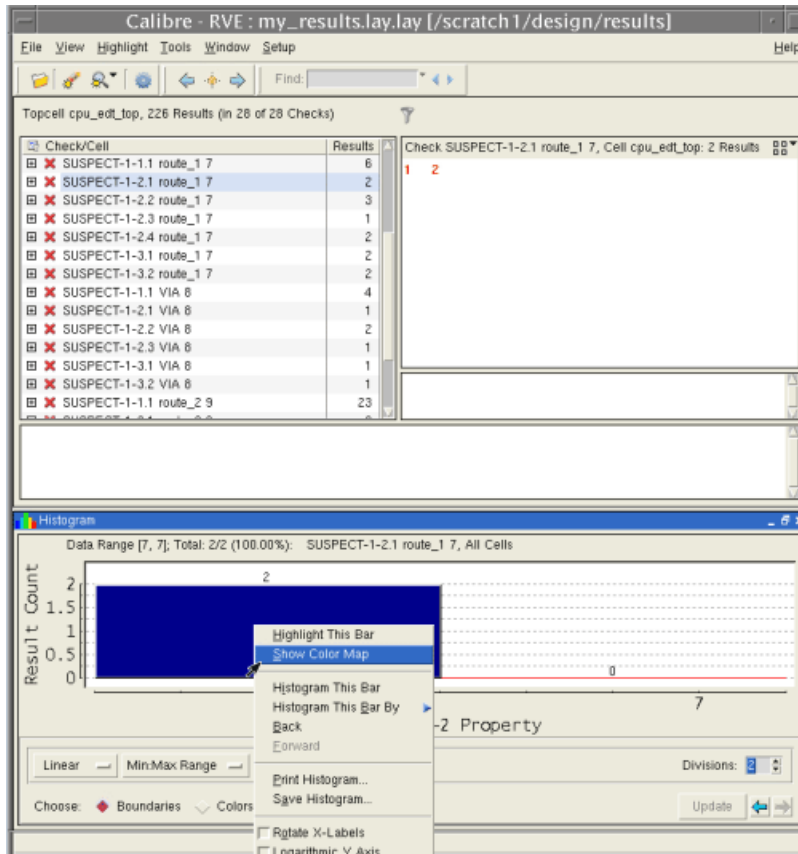 Calibre - RVE : my_results.lay.lay [/scratch1/design/results]
File View Highlight Tools Window Setup Help
Find:
Topcell cpu_edt_top, 226 Results (in 28 of 28 Checks)
Check/Cell Results
SUSPECT-1-1.1 route_1 7 6
SUSPECT-1-2.1 route_1 7 2
SUSPECT-1-2.2 route_1 7 3
SUSPECT-1-2.3 route_1 7 1
SUSPECT-1-2.4 route_1 7 2
SUSPECT-1-3.1 route_1 7 2
SUSPECT-1-3.2 route_1 7 2
SUSPECT-1-1.1 VIA 8 4
SUSPECT-1-2.1 VIA 8 1
SUSPECT-1-2.2 VIA 8 2
SUSPECT-1-2.3 VIA 8 1
SUSPECT-1-3.1 VIA 8 1
SUSPECT-1-3.2 VIA 8 1
SUSPECT-1-1.1 route_2 9 23
Check SUSPECT-1-2.1 route_1 7, Cell cpu_edt_top: 2 Results
1 2
Histogram
Data Range [7, 7]; Total: 2/2 (100.00%): SUSPECT-1-2.1 route_1 7, All Cells
Result Count
2
1.5
1
0.5
0
2
0
7
-2 Property
Highlight This Bar
Show Color Map
Histogram This Bar
Histogram This Bar By
Back
Forward
Print Histogram...
Save Histogram...
Rotate X-Labels
Logarithmic Y Axis
Linear Min:Max Range Divisions: 2
Choose: Boundaries Colors Update